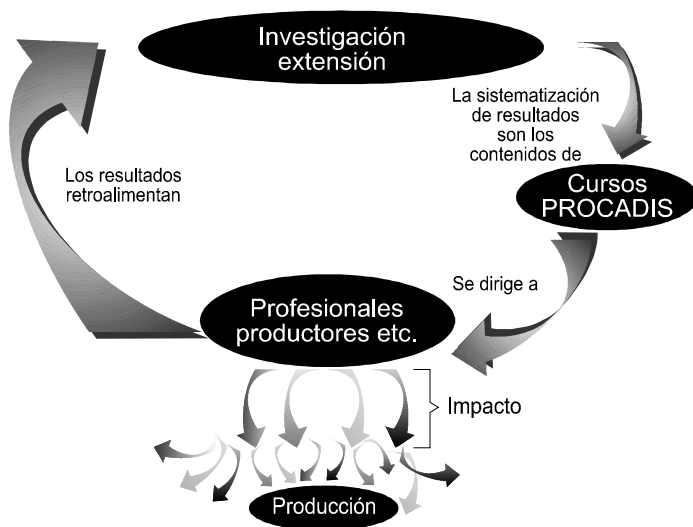 Investigación
extensión
La sistematización
de resultados
son los
contenidos de
Cursos
PROCADIS
Se dirige a
Profesionales
productores etc.
Los resultados
retroalimentan
Impacto
Producción